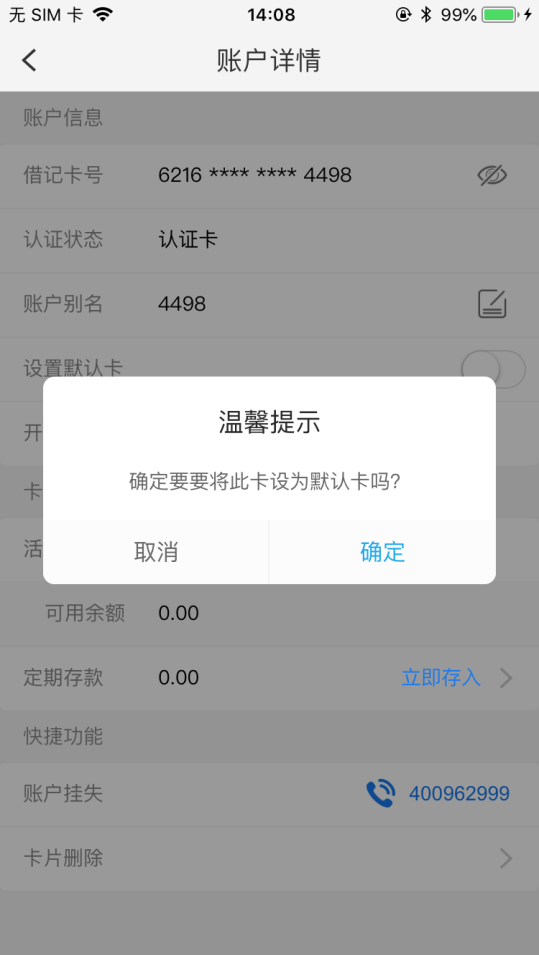 无 SIM 卡 14:08 99%
账户详情
账户信息
借记卡号 6216 **** **** 4498
认证状态 认证卡
账户别名 4498
设置默认卡
开
温馨提示
卡
确定要要将此卡设为默认卡吗?
活
取消 确定
可用余额 0.00
定期存款 0.00 立即存入
快捷功能
账户挂失 400962999
卡片删除